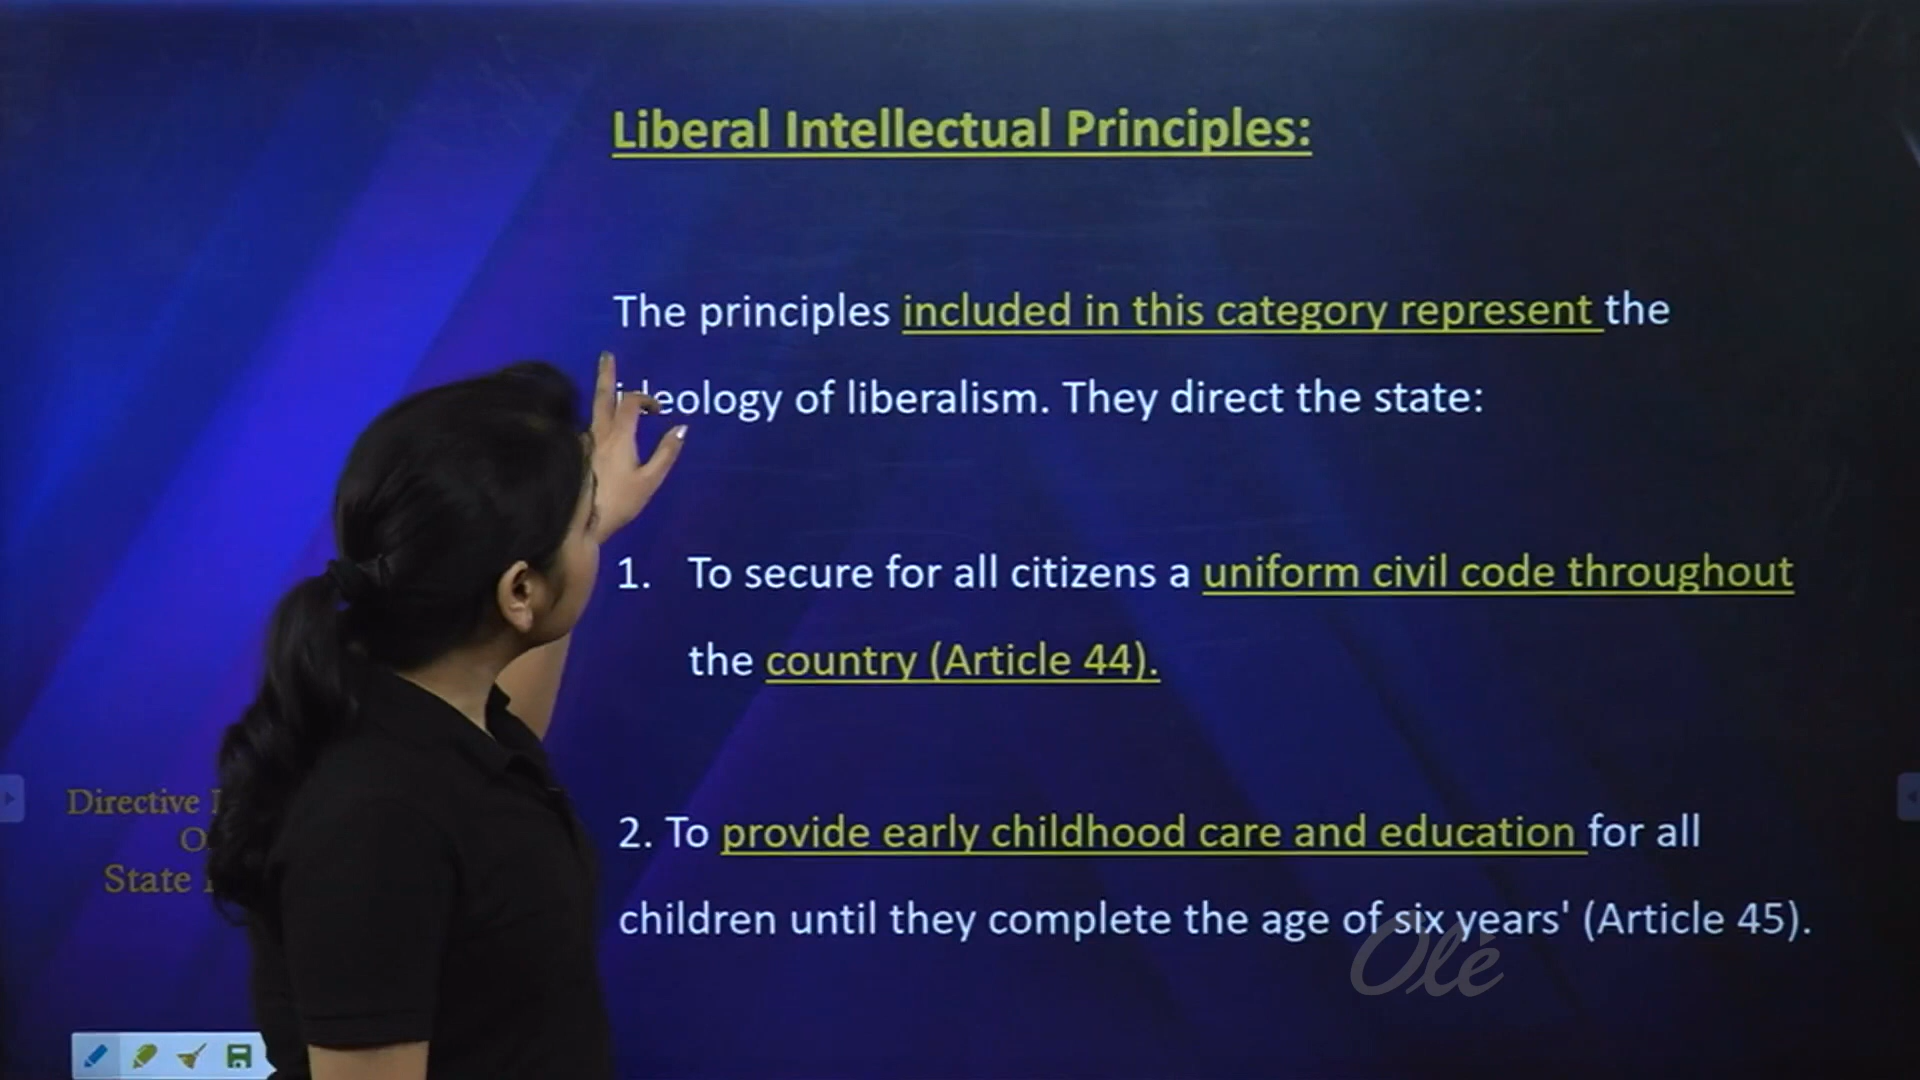 Liberal Intellectual Principles:
The principles included in this category represent the
ideology of liberalism. They direct the state:
1. To secure for all citizens a uniform civil code throughout
the country (Article 44).
2. To provide early childhood care and education for all
children until they complete the age of six years' (Article 45).
Directive
State
Olé